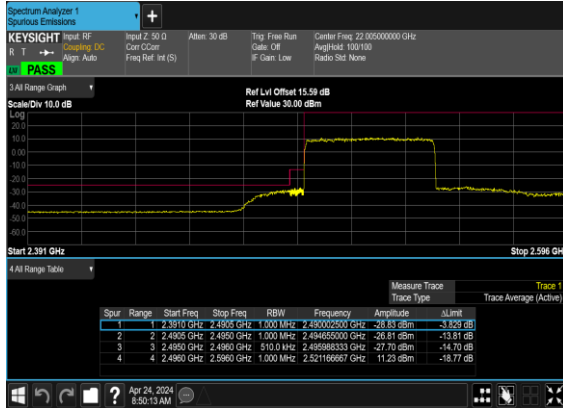 Spectrum Analyzer 1
Spurious Emissions
+
KEYSIGHT Input: RF Input Z: 50 Ω Atten: 30 dB Trig: Free Run Center Freq: 22.005000000 GHz
R T Coupling: DC Corr CCorr Gate: Off Avg|Hold: 100/100
Align: Auto Freq Ref: Int (S) IF Gain: Low Radio Std: None
PASS
3 All Range Graph
Ref Lvl Offset 15.59 dB
Scale/Div 10.0 dB Ref Value 30.00 dBm
Log
20.0
10.0
0.00
-10.0
-20.0
-30.0
-40.0
-50.0
-60.0
Start 2.391 GHz Stop 2.596 GHz
4 All Range Table
Measure Trace Trace 1
Trace Type Trace Average (Active)
Spur Range Start Freq Stop Freq RBW Frequency Amplitude ΔLimit
1 1 2.3910 GHz 2.4905 GHz 1.000 MHz 2.490002500 GHz -28.83 dBm -3.829 dB
2 2 2.4905 GHz 2.4950 GHz 1.000 MHz 2.494655000 GHz -26.81 dBm -13.81 dB
3 3 2.4950 GHz 2.4960 GHz 510.0 kHz 2.495988333 GHz -27.70 dBm -14.70 dB
4 4 2.4960 GHz 2.5960 GHz 1.000 MHz 2.521166667 GHz 11.23 dBm -18.77 dB
? Apr 24, 2024
8:50:13 AM